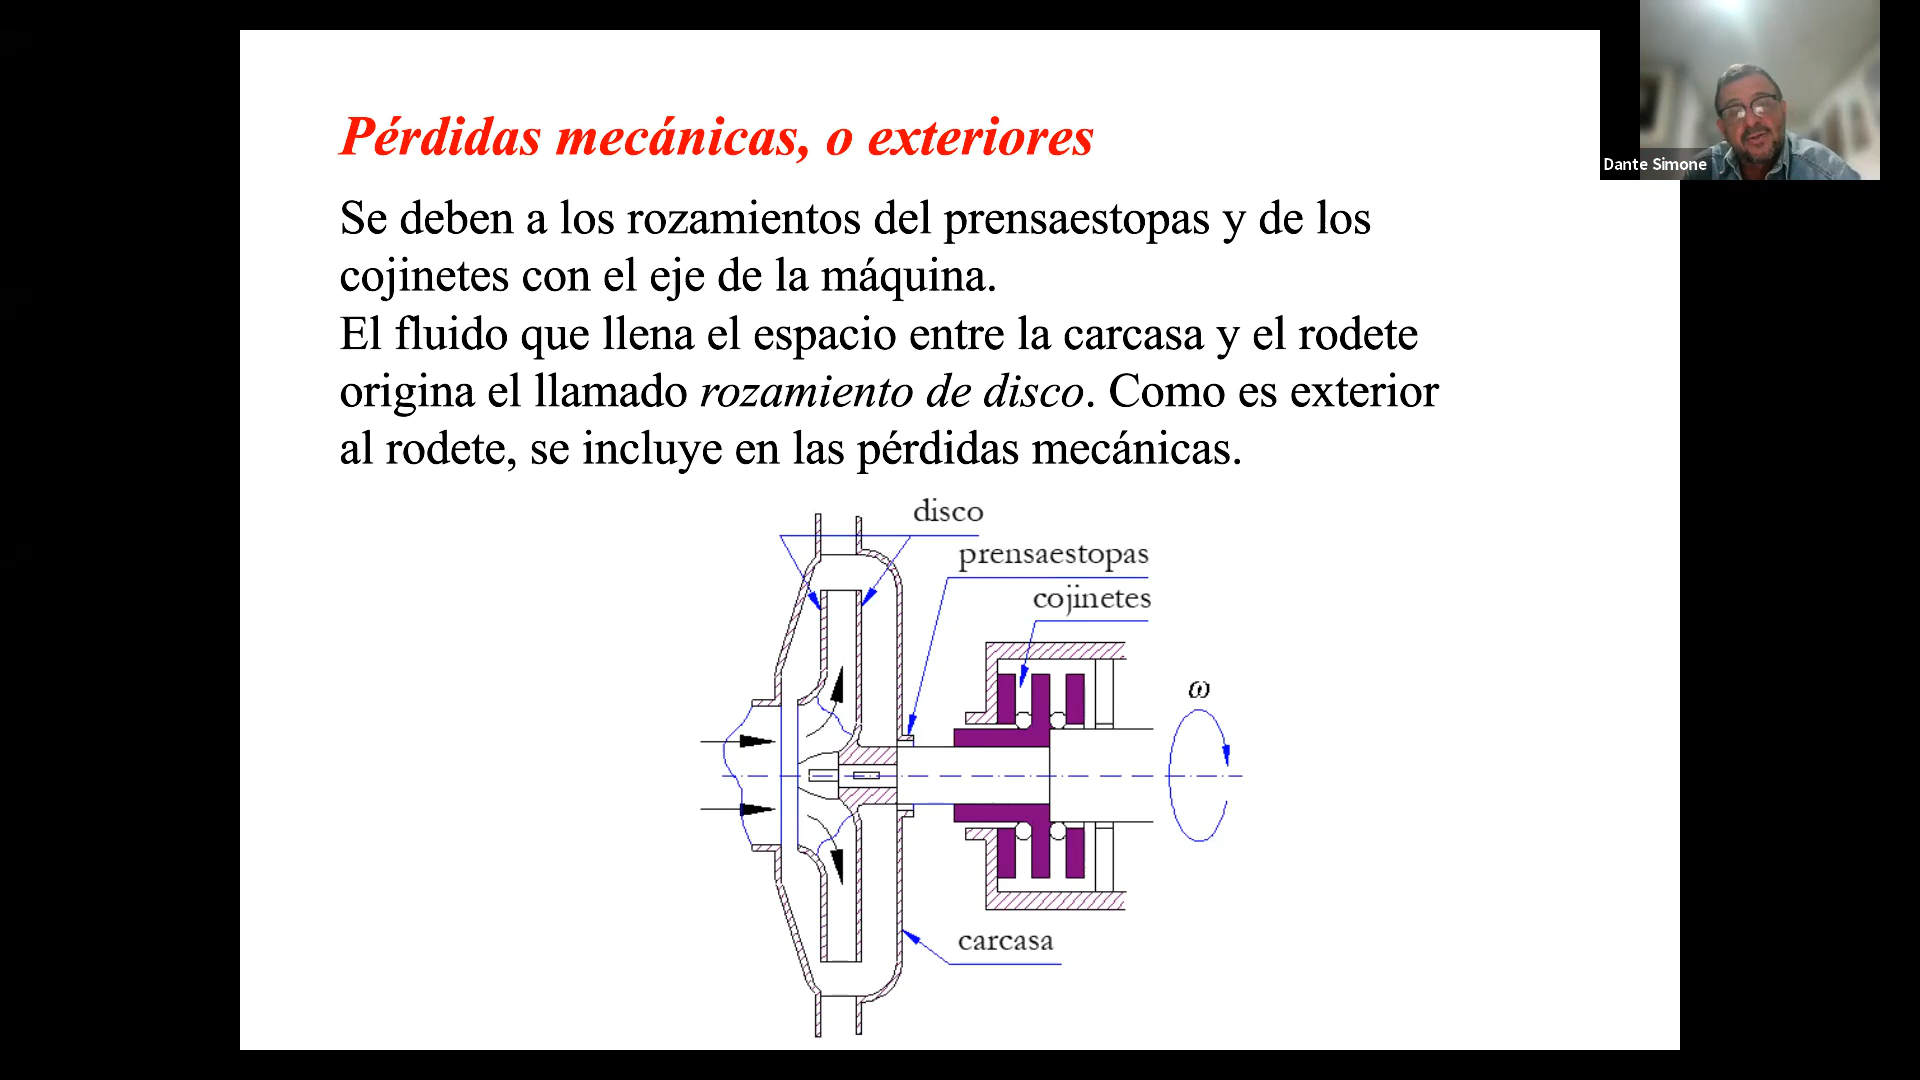 Pérdidas mecánicas, o exteriores
Dante Simone
Se deben a los rozamientos del prensaestopas y de los
cojinetes con el eje de la máquina.
El fluido que llena el espacio entre la carcasa y el rodete
origina el llamado rozamiento de disco. Como es exterior
al rodete, se incluye en las pérdidas mecánicas.
disco
prensaestopas
cojinetes
ω
carcasa